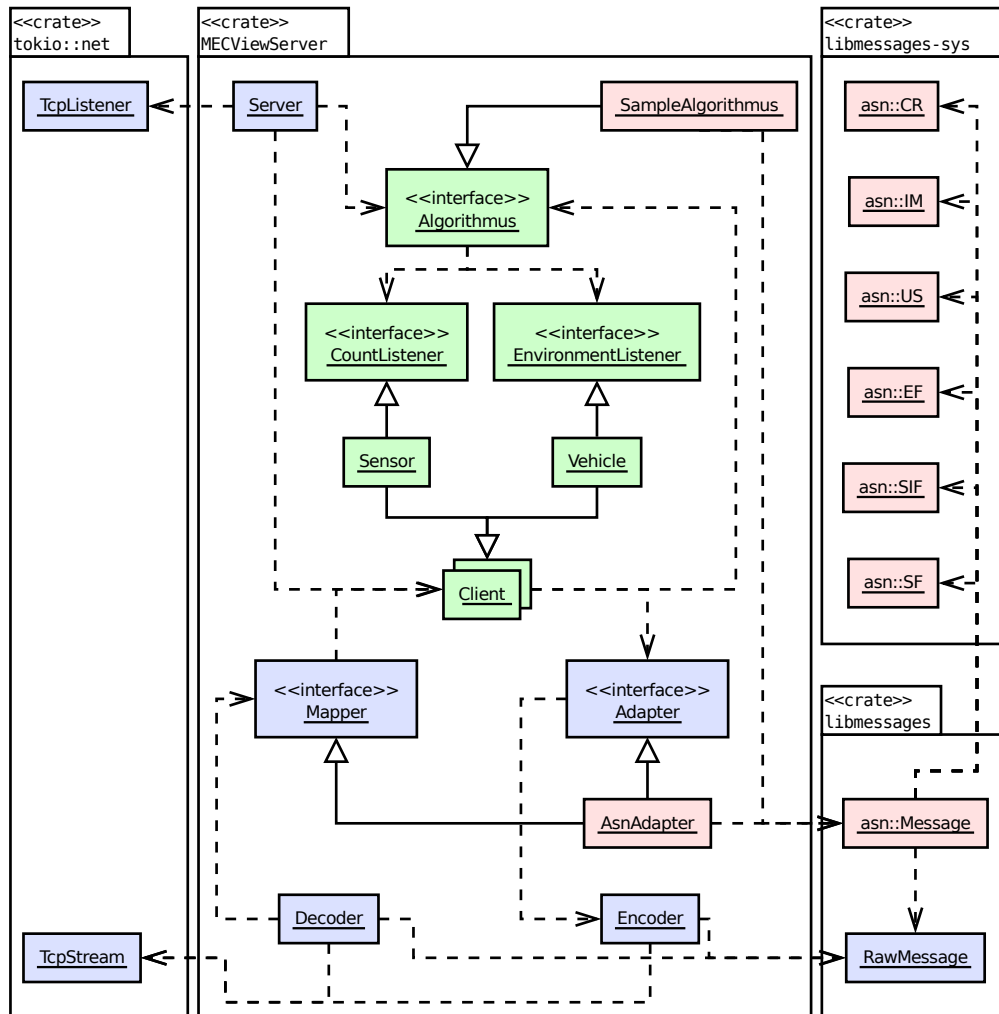 <<crate>>
tokio::net
<<crate>>
MECViewServer
<<crate>>
libmessages-sys
TcpListener
Server
SampleAlgorithmus
asn::CR
<<interface>>
Algorithmus
asn::IM
asn::US
<<interface>>
CountListener
<<interface>>
EnvironmentListener
asn::EF
Sensor
Vehicle
asn::SIF
Client
asn::SF
<<interface>>
Mapper
<<interface>>
Adapter
<<crate>>
libmessages
AsnAdapter
asn::Message
Decoder
Encoder
TcpStream
RawMessage